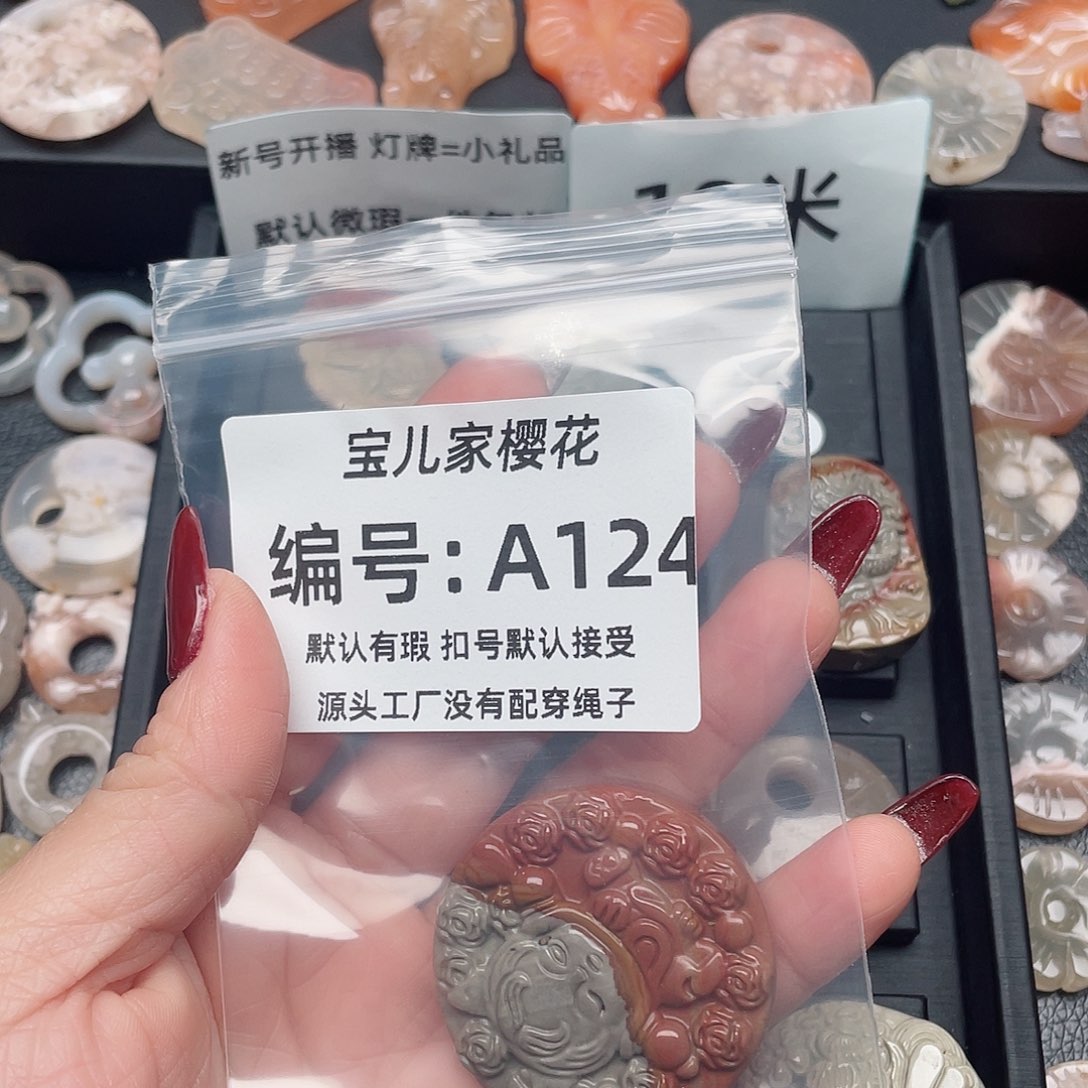 新号开播 灯牌=小礼品
默认微瑕
米
宝儿家樱花
编号:A124
默认有瑕 扣号默认接受
源头工厂没有配穿绳子